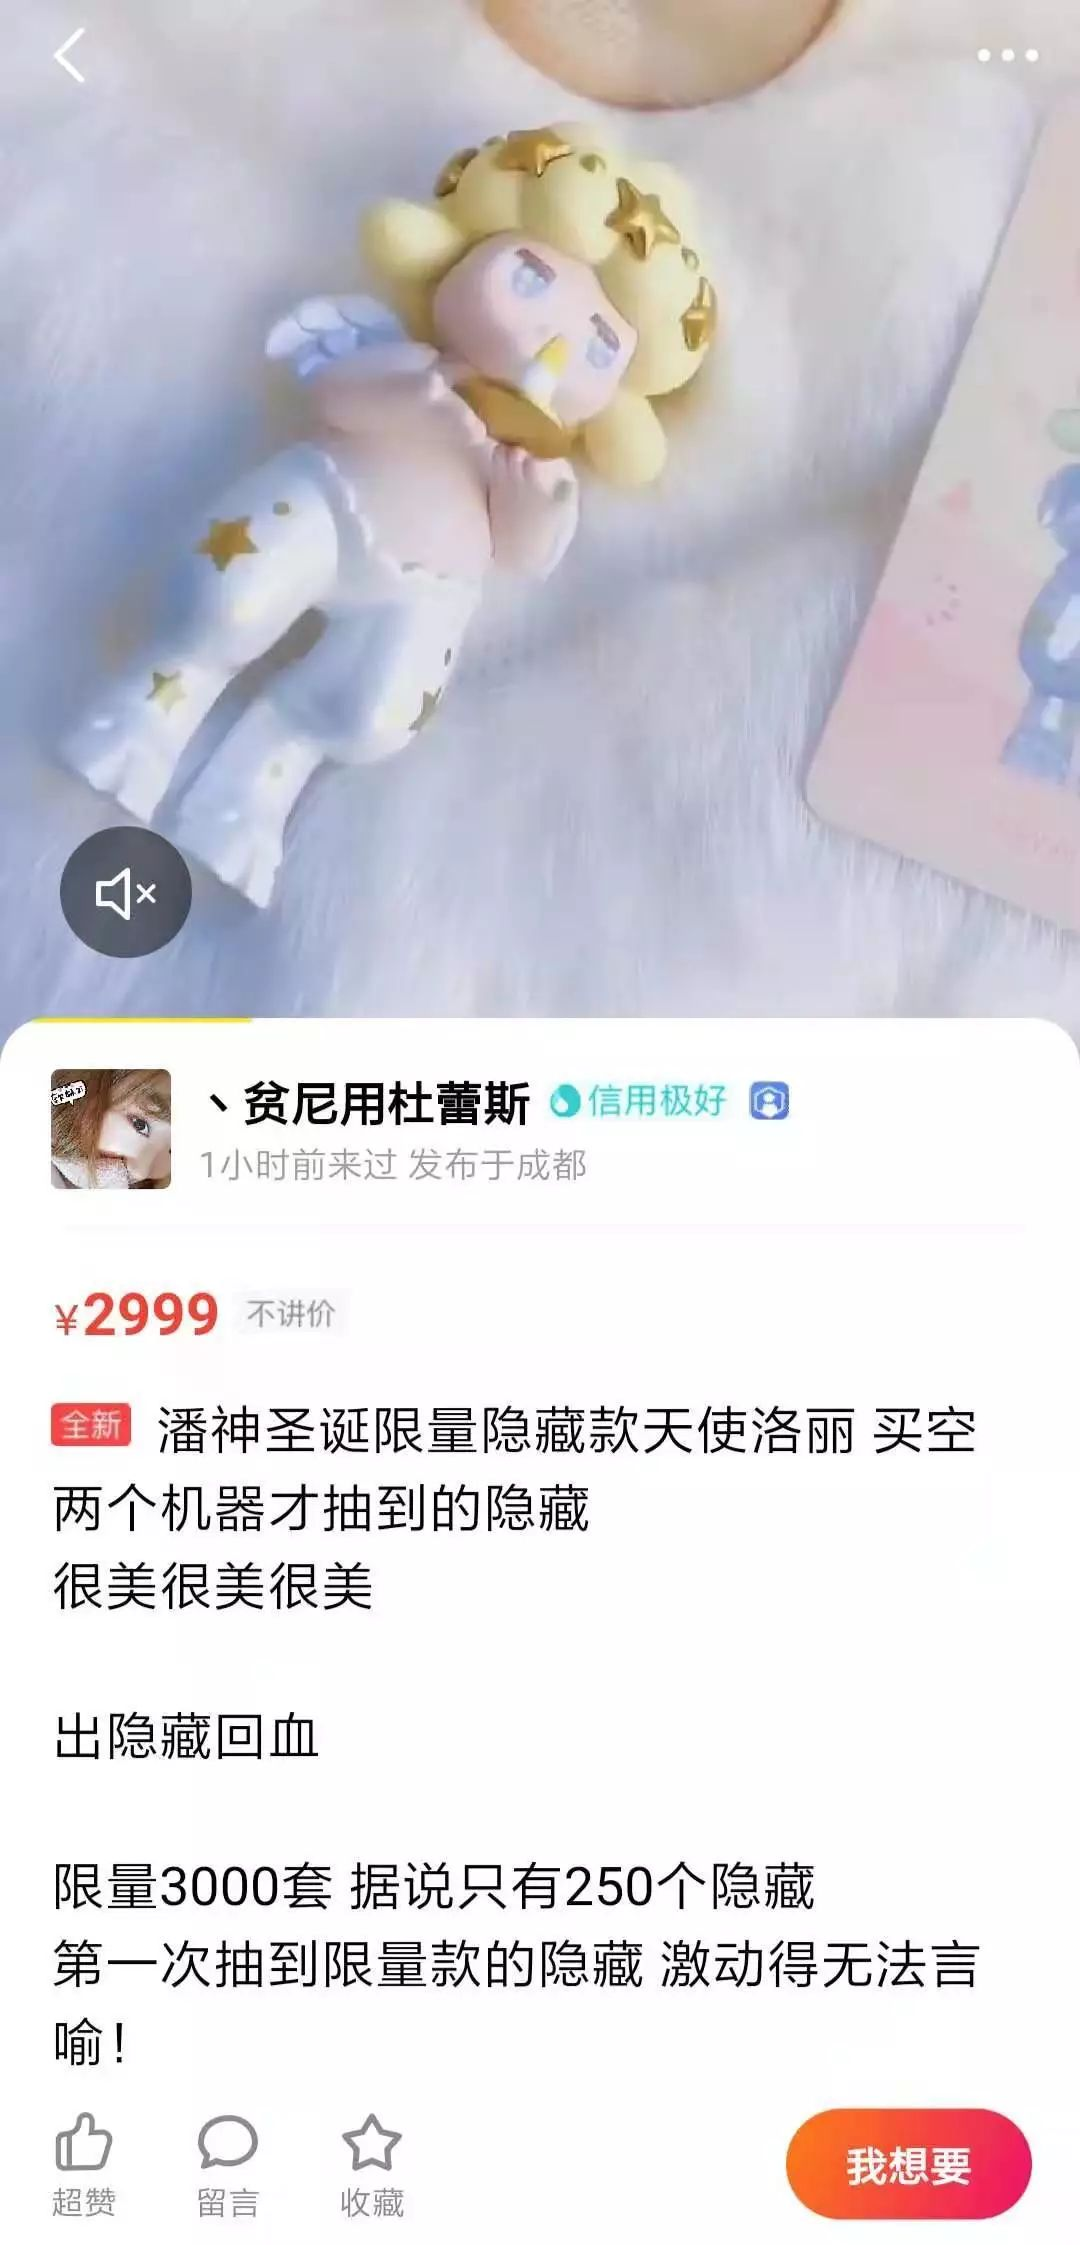 丶贫尼用杜蕾斯 信用极好
1小时前来过 发布于成都
¥2999 不讲价
全新 潘神圣诞限量隐藏款天使洛丽 买空
两个机器才抽到的隐藏
很美很美很美
出隐藏回血
限量3000套 据说只有250个隐藏
第一次抽到限量款的隐藏 激动得无法言
喻！
超赞 留言 收藏 我想要